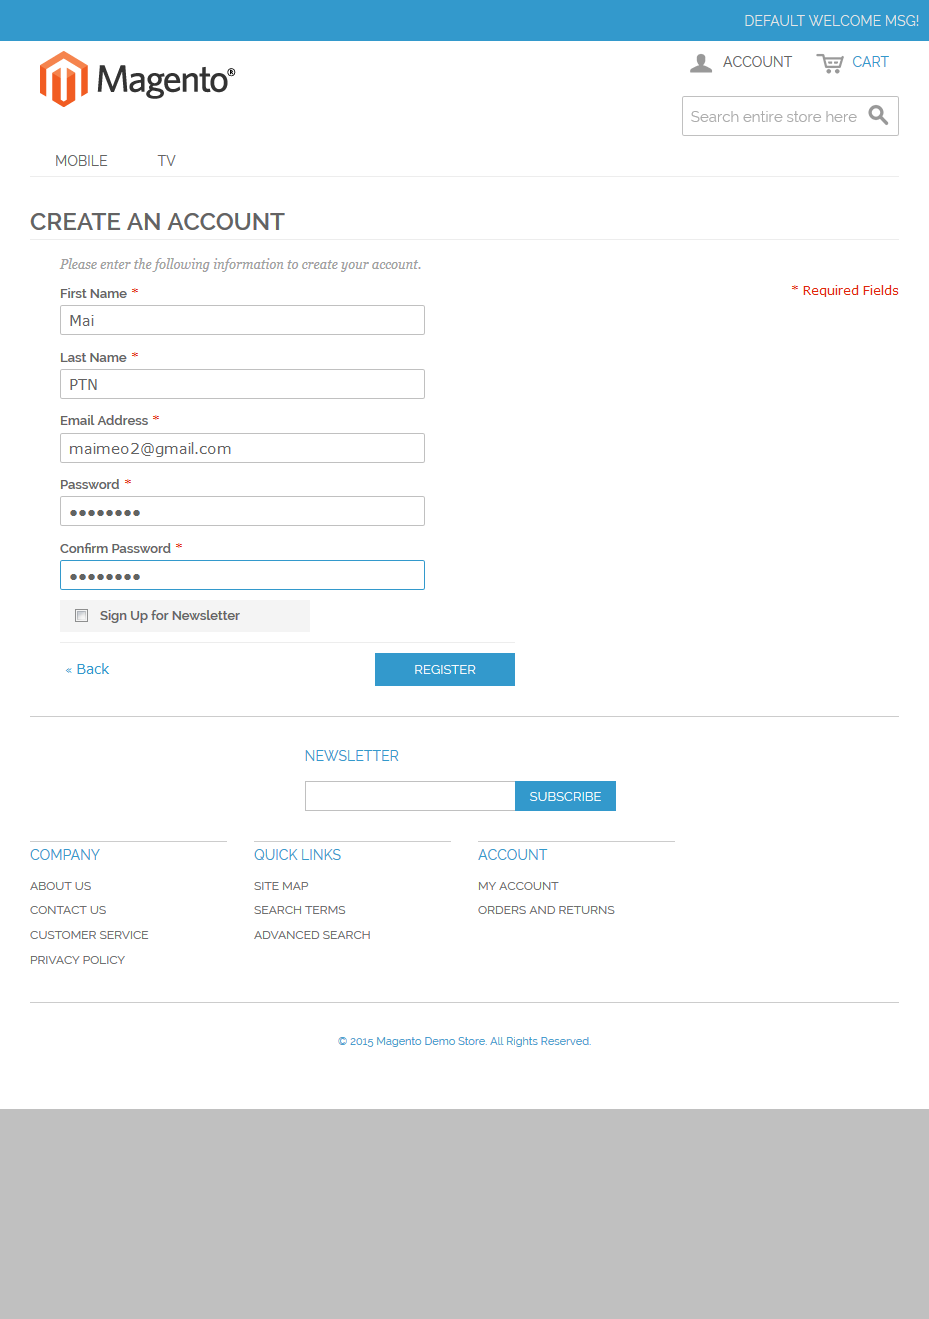 DEFAULT WELCOME MSG!
Magento®
ACCOUNT CART
Search entire store here
MOBILE TV
CREATE AN ACCOUNT
Please enter the following information to create your account.
First Name *
* Required Fields
Mai
Last Name *
PTN
Email Address *
maimeo2@gmail.com
Password *
••••••••
Confirm Password *
••••••••
Sign Up for Newsletter
« Back
REGISTER
NEWSLETTER
SUBSCRIBE
COMPANY
ABOUT US
CONTACT US
CUSTOMER SERVICE
PRIVACY POLICY
QUICK LINKS
SITE MAP
SEARCH TERMS
ADVANCED SEARCH
ACCOUNT
MY ACCOUNT
ORDERS AND RETURNS
© 2015 Magento Demo Store. All Rights Reserved.